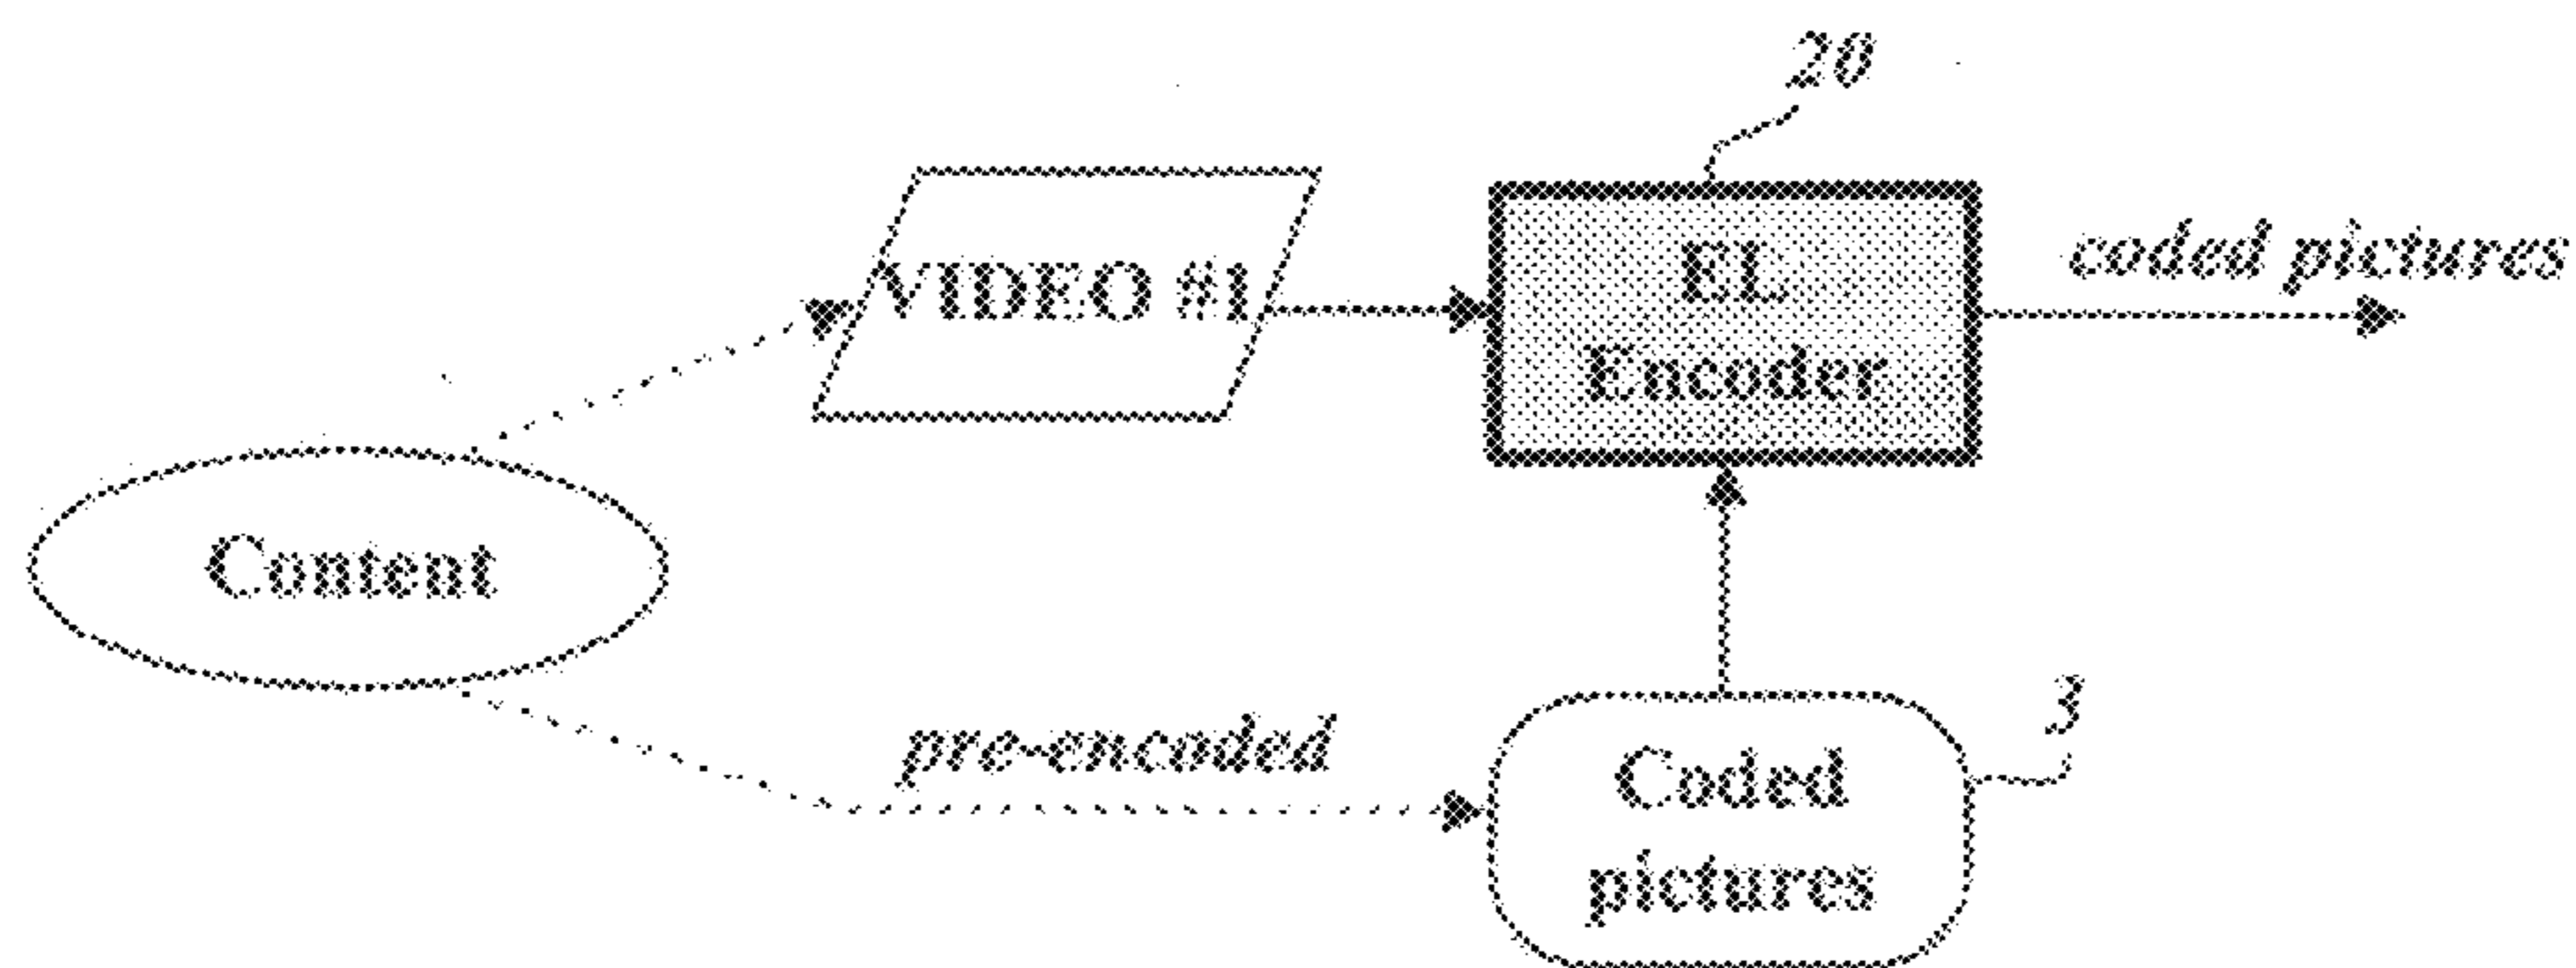 20
VIDEO #1
EL
Encoder
coded pictures
Content
pre-encoded
3
Coded
pictures